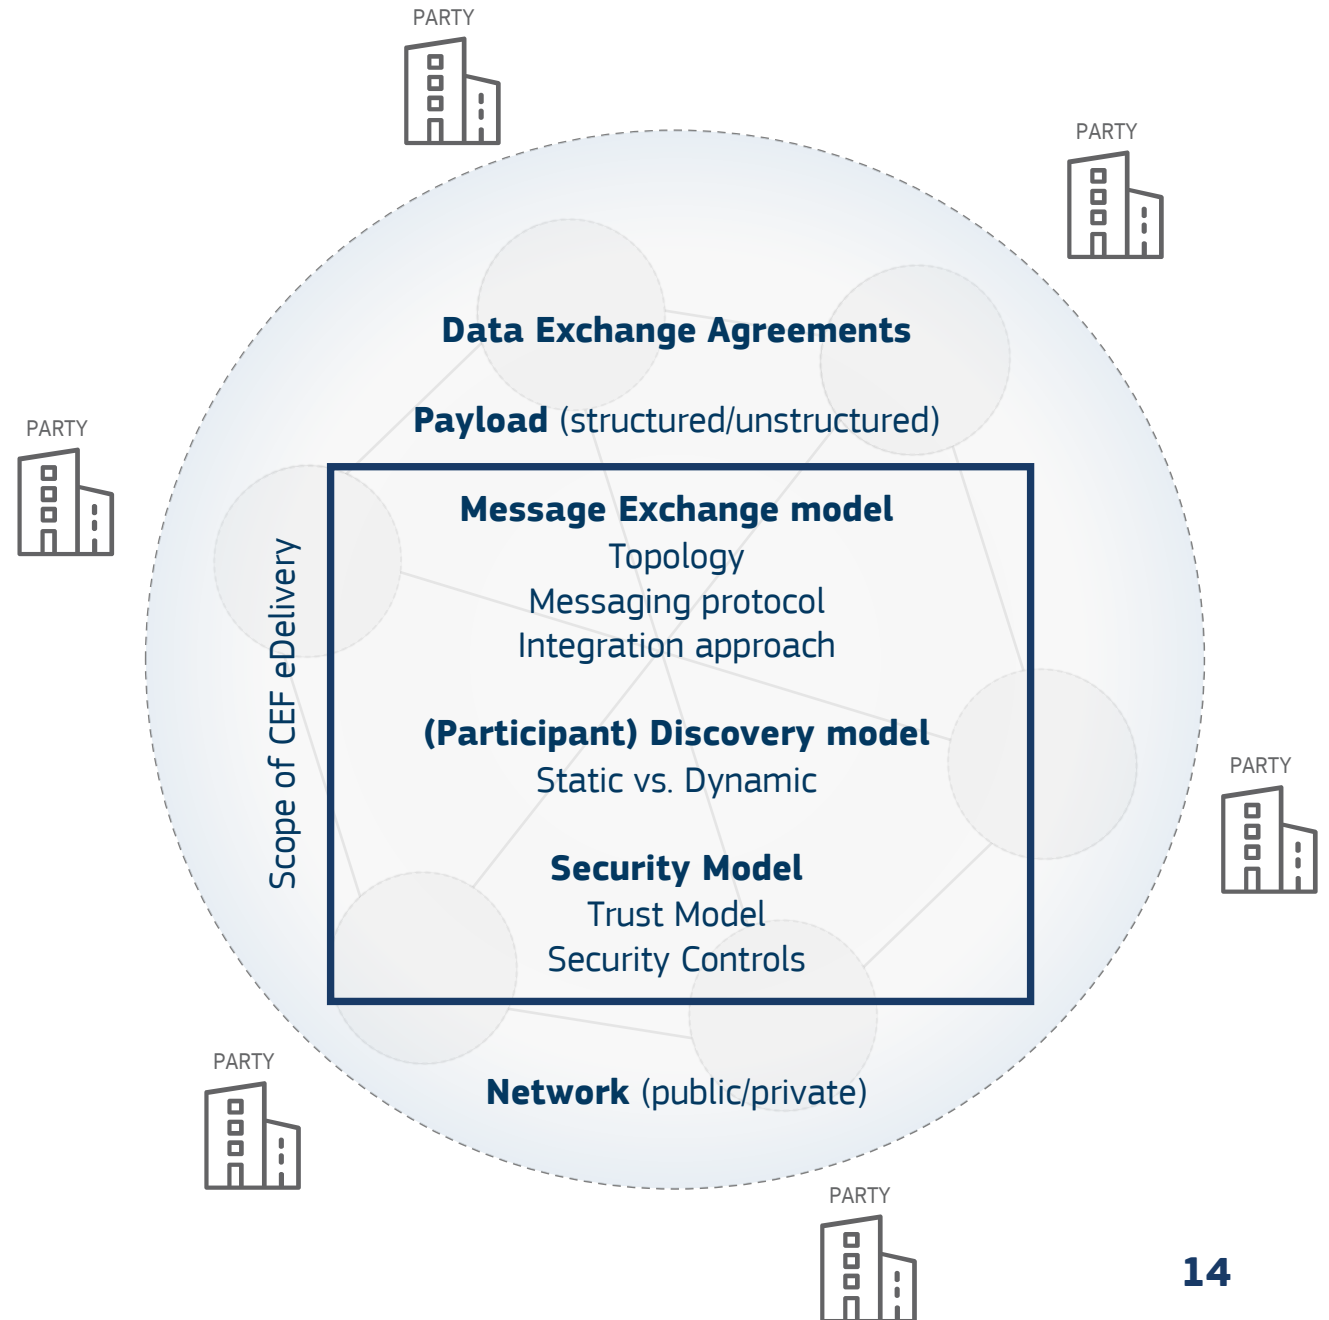 PARTY
PARTY
Data Exchange Agreements
Payload (structured/unstructured)
PARTY
Message Exchange model
Topology
Messaging protocol
Integration approach
Scope of CEF eDelivery
(Participant) Discovery model
Static vs. Dynamic
PARTY
Security Model
Trust Model
Security Controls
PARTY
Network (public/private)
PARTY
14